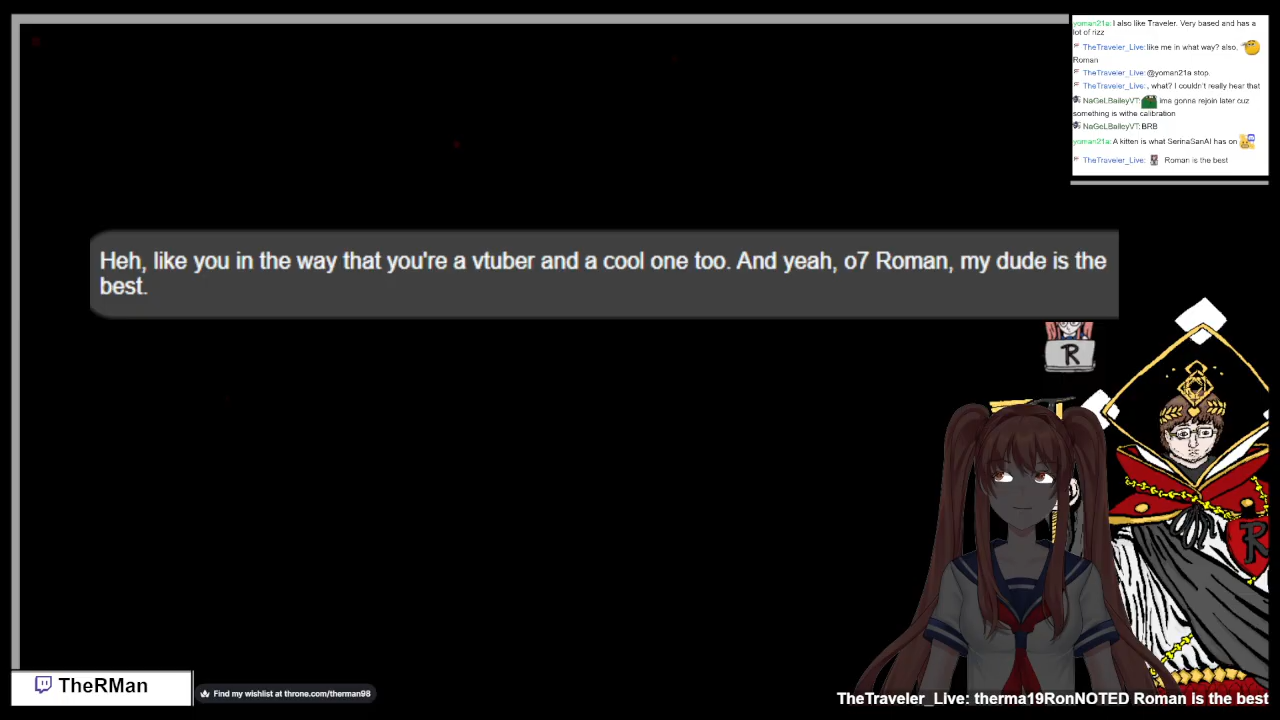 yoman21a: I also like Traveler. Very based and has a
lot of rizz
TheTraveler_Live: like me in what way? also.
Roman
TheTraveler_Live: @yoman21a stop.
TheTraveler_Live: , what? I couldn't really hear that
NaGeLBaileyVT: ima gonna rejoin later cuz
something is withe calibration
NaGeLBaileyVT: BRB
yoman21a: A kitten is what SerinaSanAI has on
TheTraveler_Live: Roman is the best
Heh, like you in the way that you're a vtuber and a cool one too. And yeah, o7 Roman, my dude is the
best.
R
R
TheRMan
Find my wishlist at throne.com/therman98
TheTraveler_Live: therma19RonNOTED Roman is the best